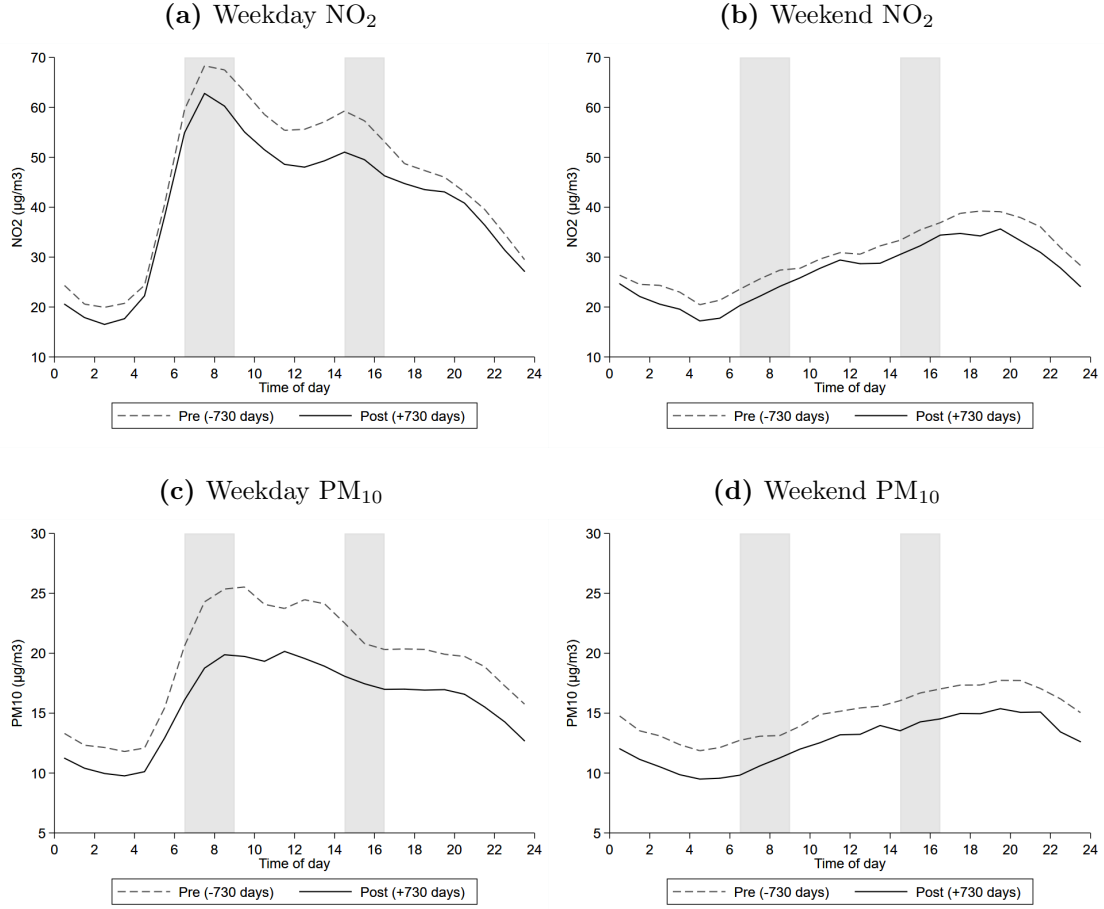 (a) Weekday NO₂
70
60
50
40
30
20
10
NO2 (µg/m3)
0 2 4 6 8 10 12 14 16 18 20 22 24
Time of day
Pre (-730 days) Post (+730 days)
(b) Weekend NO₂
70
60
50
40
30
20
10
NO2 (µg/m3)
0 2 4 6 8 10 12 14 16 18 20 22 24
Time of day
Pre (-730 days) Post (+730 days)
(c) Weekday PM₁₀
30
25
20
15
10
5
PM10 (µg/m3)
0 2 4 6 8 10 12 14 16 18 20 22 24
Time of day
Pre (-730 days) Post (+730 days)
(d) Weekend PM₁₀
30
25
20
15
10
5
PM10 (µg/m3)
0 2 4 6 8 10 12 14 16 18 20 22 24
Time of day
Pre (-730 days) Post (+730 days)